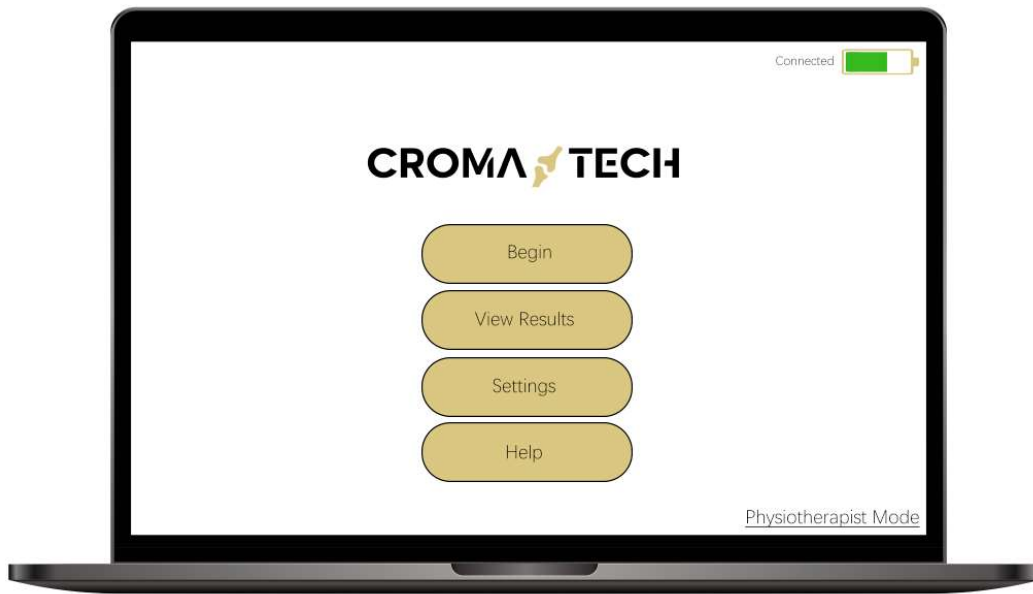 Connected
CROMA TECH
Begin
View Results
Settings
Help
Physiotherapist Mode